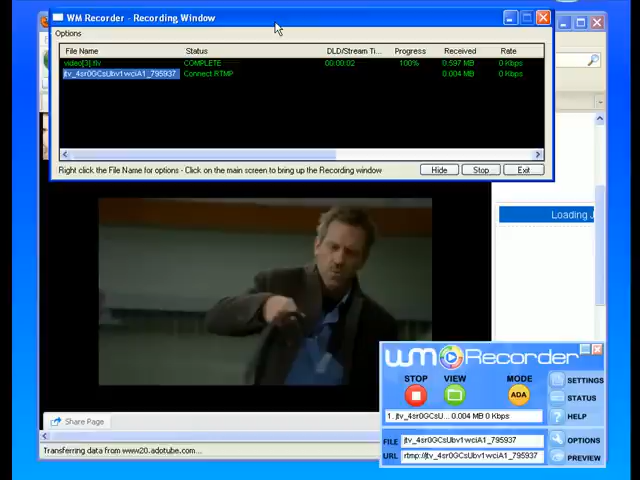 WM Recorder - Recording Window
Options
File Name Status DLD/Stream Ti... Progress Received Rate
video[3].flv COMPLETE 00:00:02 100% 0.597 MB 0 Kbps
jtv_4sr0GCsUbv1wciA1_795937 Connect RTMP 0.004 MB 0 Kbps
Right click the File Name for options - Click on the main screen to bring up the Recording window
Hide Stop Exit
Loading J
wmRecorder
STOP VIEW MODE
ADA
SETTINGS
STATUS
HELP
1. jtv_4sr0GCsU... 0.004 MB 0 Kbps
FILE jtv_4sr0GCsUbv1wciA1_795937
OPTIONS
URL rtmp://jtv_4sr0GCsUbv1wciA1_795937
PREVIEW
Share Page
Transferring data from www20.adotube.com...